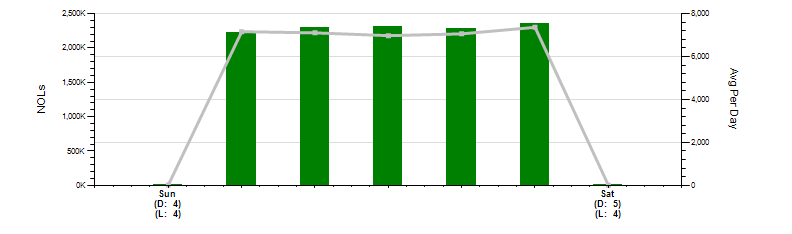 2,500K
2,000K
1,500K
1,000K
500K
0K
NOLs
8,000
6,000
4,000
2,000
0
Avg Per Day
Sun
(D: 4)
(L: 4)
Sat
(D: 5)
(L: 4)